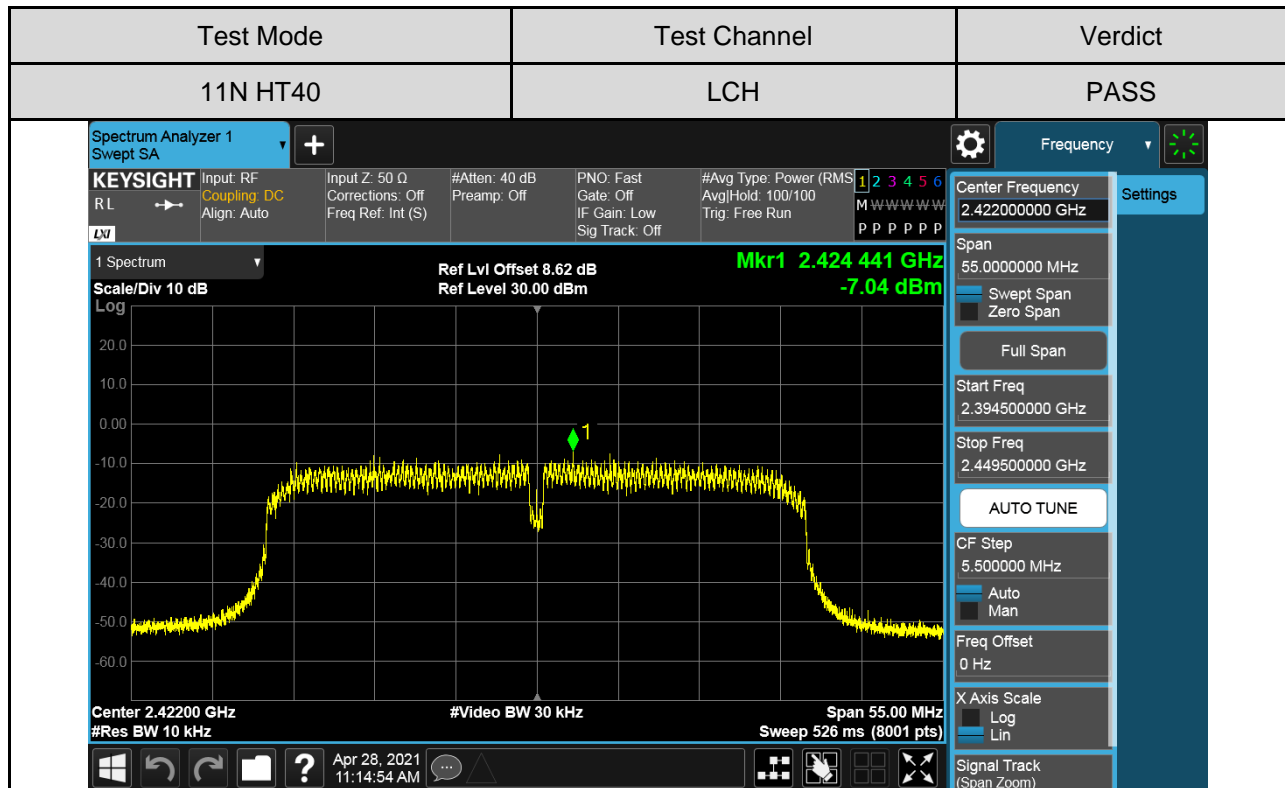 Test Mode Test Channel Verdict
11N HT40 LCH PASS
Spectrum Analyzer 1
Swept SA
+
Frequency
KEYSIGHT
R L
LXI
Input: RF
Coupling: DC
Align: Auto
Input Z: 50 Ω
Corrections: Off
Freq Ref: Int (S)
#Atten: 40 dB
Preamp: Off
PNO: Fast
Gate: Off
IF Gain: Low
Sig Track: Off
#Avg Type: Power (RMS
Avg|Hold: 100/100
Trig: Free Run
1 2 3 4 5 6
M W W W W W
P P P P P P
1 Spectrum
Scale/Div 10 dB
Log
Ref Lvl Offset 8.62 dB
Ref Level 30.00 dBm
Mkr1 2.424 441 GHz
-7.04 dBm
20.0
10.0
0.00
1
-10.0
-20.0
-30.0
-40.0
-50.0
-60.0
Center 2.42200 GHz
#Res BW 10 kHz
#Video BW 30 kHz
Span 55.00 MHz
Sweep 526 ms (8001 pts)
Center Frequency
2.422000000 GHz
Settings
Span
55.0000000 MHz
Swept Span
Zero Span
Full Span
Start Freq
2.394500000 GHz
Stop Freq
2.449500000 GHz
AUTO TUNE
CF Step
5.500000 MHz
Auto
Man
Freq Offset
0 Hz
X Axis Scale
Log
Lin
Signal Track
(Span Zoom)
?
Apr 28, 2021
11:14:54 AM